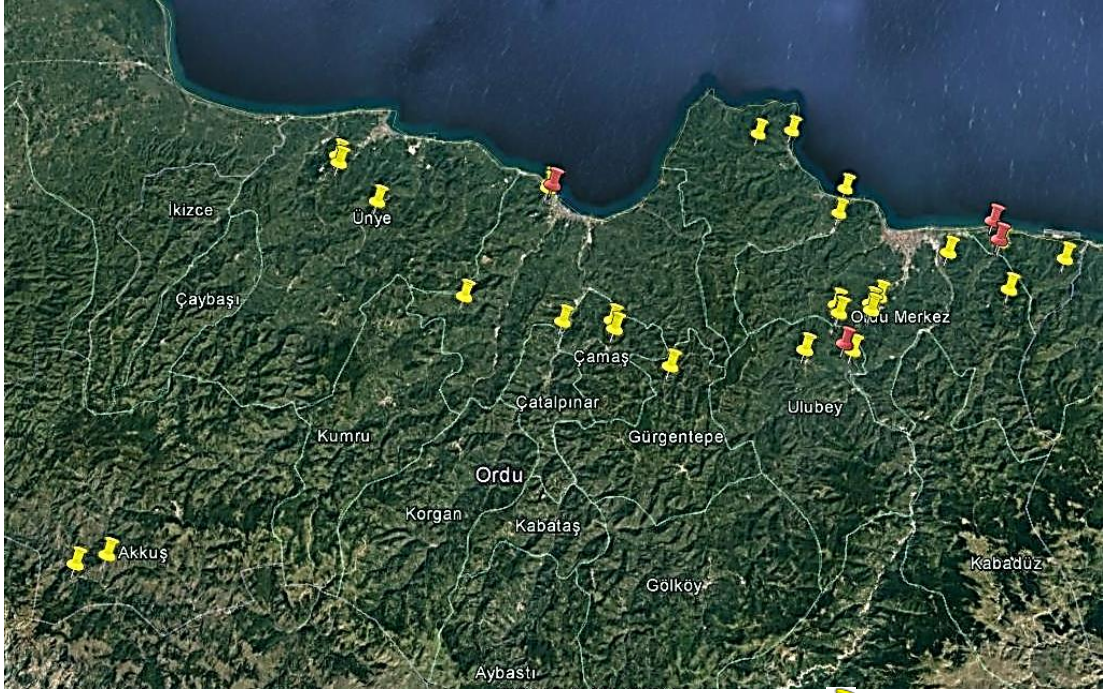 İkizce
Ünye
Çaybaşı
Ordu Merkez
Çamaş
Çatalpınar
Ulubey
Kumru
Gürgentepe
Ordu
Korgan
Kabataş
Akkuş
Kabadüz
Gölköy
Aybastı